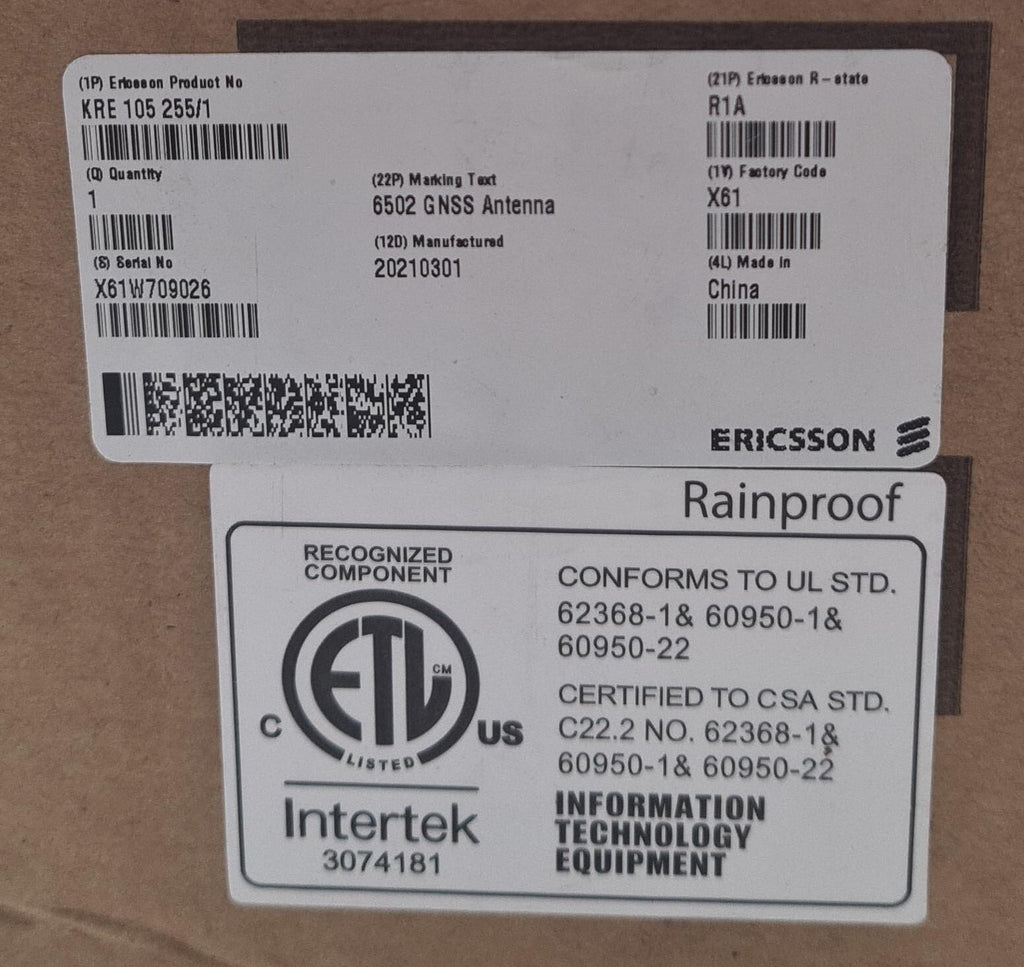 (1P) Ericsson Product No
KRE 105 255/1
(Q) Quantity
1
(S) Serial No
X61W709026
(22P) Marking Text
6502 GNSS Antenna
(12D) Manufactured
20210301
(21P) Ericsson R-state
R1A
(1V) Factory Code
X61
(4L) Made in
China
ERICSSON
Rainproof
RECOGNIZED
COMPONENT
ETL
CM
C
US
LISTED
Intertek
3074181
CONFORMS TO UL STD.
62368-1& 60950-1&
60950-22
CERTIFIED TO CSA STD.
C22.2 NO. 62368-1&
60950-1& 60950-22
INFORMATION
TECHNOLOGY
EQUIPMENT